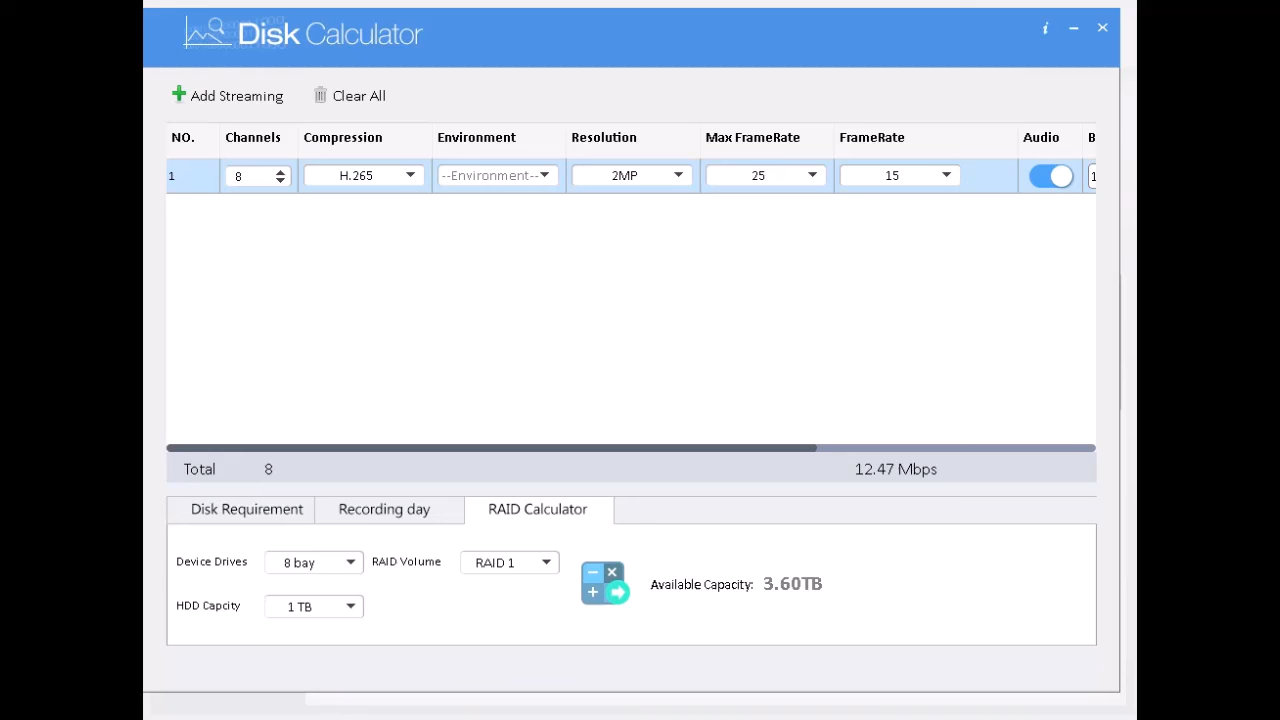 Disk Calculator
Add Streaming Clear All
NO. Channels Compression Environment Resolution Max FrameRate FrameRate Audio B
1 8 H.265 --Environment-- 2MP 25 15 1
Total 8 12.47 Mbps
Disk Requirement Recording day RAID Calculator
Device Drives 8 bay RAID Volume RAID 1
Available Capacity: 3.60TB
HDD Capcity 1 TB